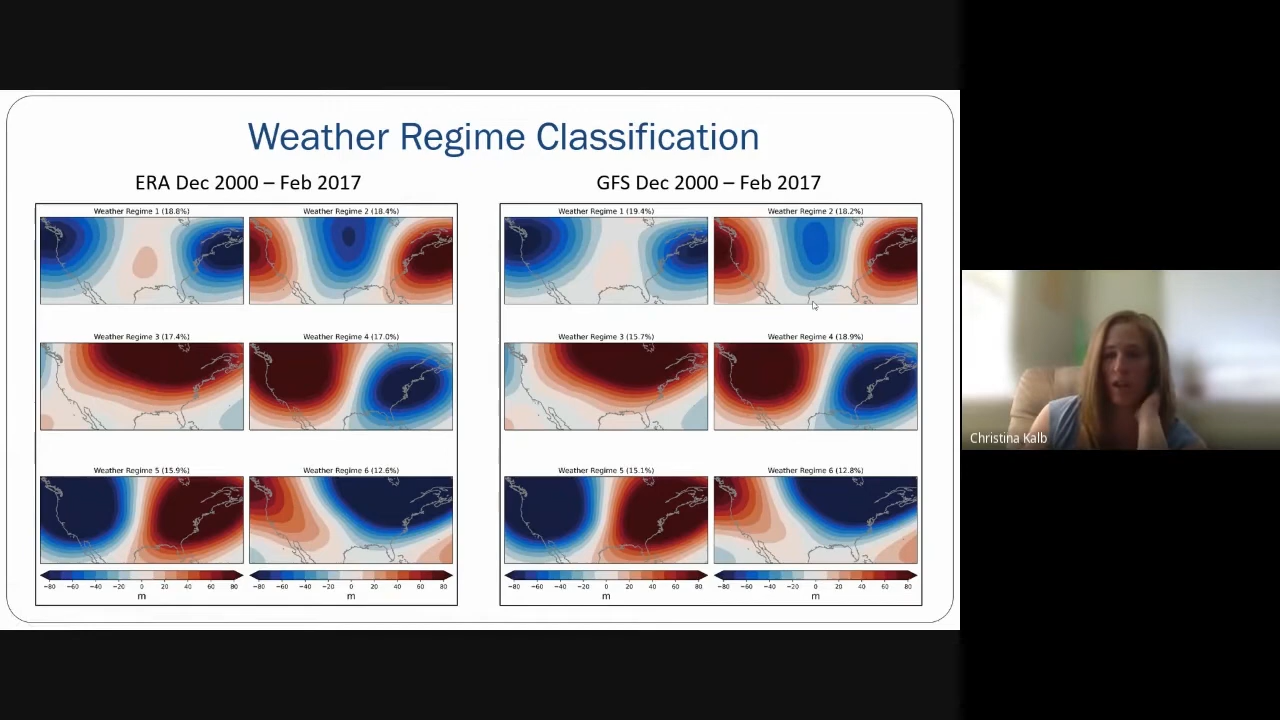 Weather Regime Classification
ERA Dec 2000 – Feb 2017
GFS Dec 2000 – Feb 2017
Weather Regime 1 (18.8%)
Weather Regime 2 (18.4%)
Weather Regime 3 (17.4%)
Weather Regime 4 (17.0%)
Weather Regime 5 (15.9%)
Weather Regime 6 (12.6%)
−80 −60 −40 −20 0 20 40 60 80
m
−80 −60 −40 −20 0 20 40 60 80
m
Weather Regime 1 (19.4%)
Weather Regime 2 (18.2%)
Weather Regime 3 (15.7%)
Weather Regime 4 (18.9%)
Weather Regime 5 (15.1%)
Weather Regime 6 (12.8%)
−80 −60 −40 −20 0 20 40 60 80
m
−80 −60 −40 −20 0 20 40 60 80
m
Christina Kalb